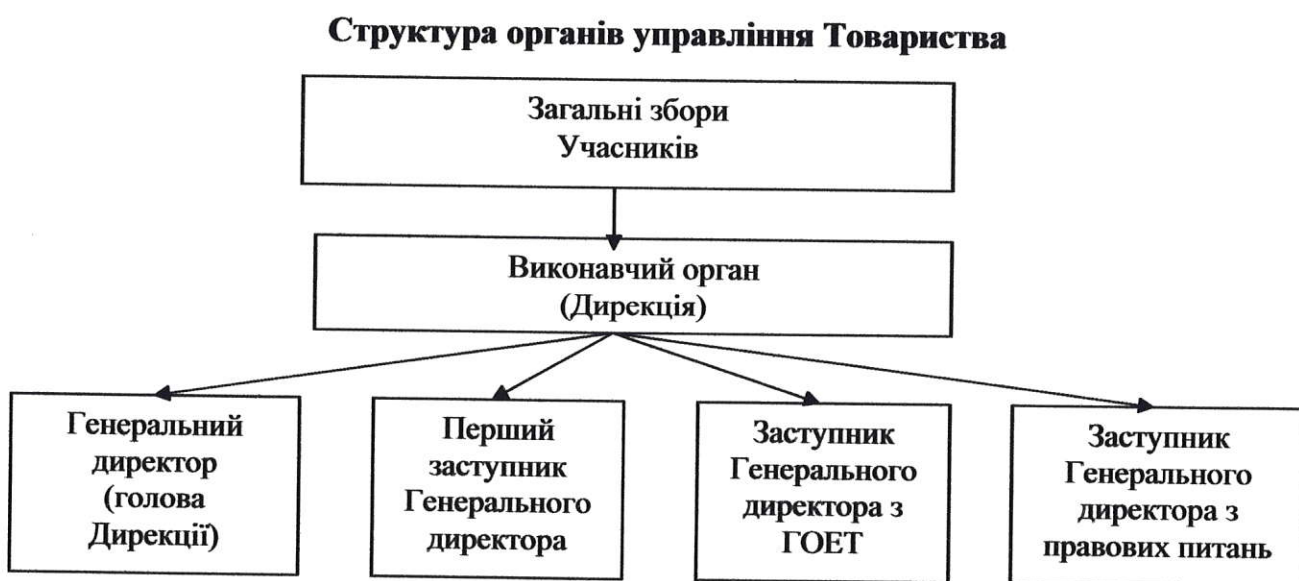 Структура органів управління Товариства
Загальні збори
Учасників
Виконавчий орган
(Дирекція)
Генеральний
директор
(голова
Дирекції)
Перший
заступник
Генерального
директора
Заступник
Генерального
директора з
ГОЕТ
Заступник
Генерального
директора з
правових питань